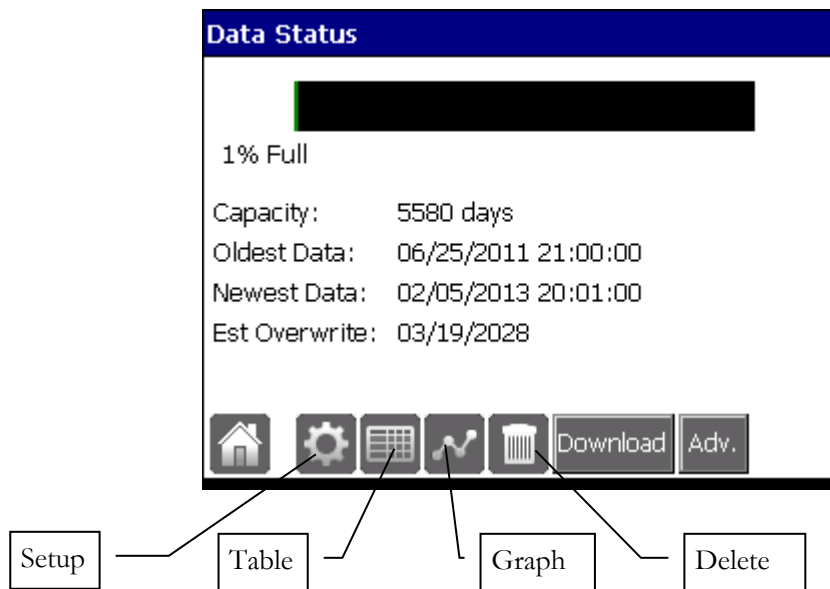 Data Status
1% Full
Capacity: 5580 days
Oldest Data: 06/25/2011 21:00:00
Newest Data: 02/05/2013 20:01:00
Est Overwrite: 03/19/2028
Download Adv.
Setup Table Graph Delete